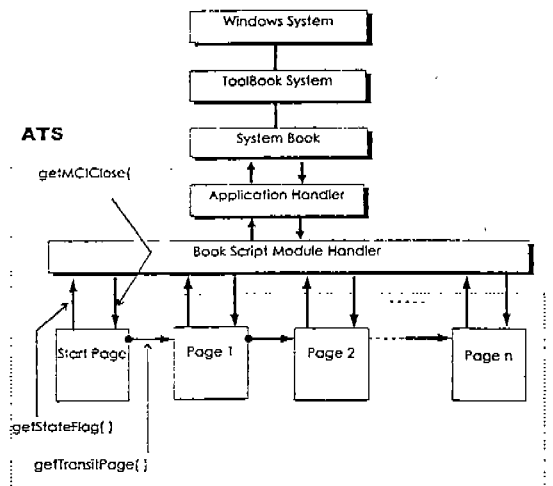 Windows System
ToolBook System
System Book
ATS
getMCIClose(
Application Handler
Book Script Module Handler
Start Page
Page 1
Page 2
Page n
getStateFlag( )
getTransitPage( )